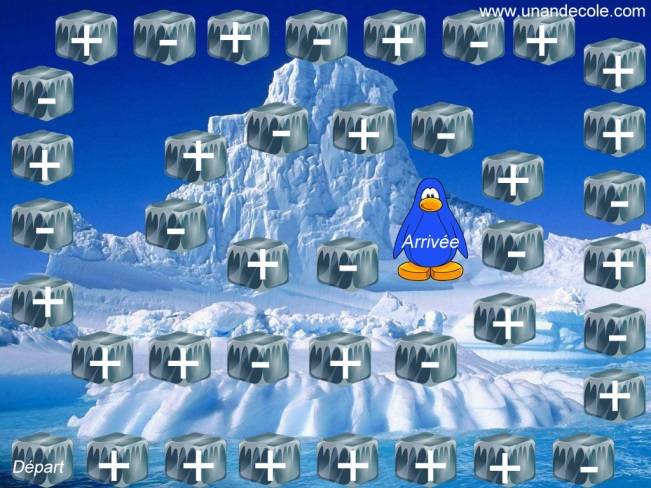 www.unandecole.com
+ - + - + - +
- +
- + - +
+ + +
- - -
Arrivée -
+ - +
+ + -
+ + - + -
+
Départ + + + + + + -